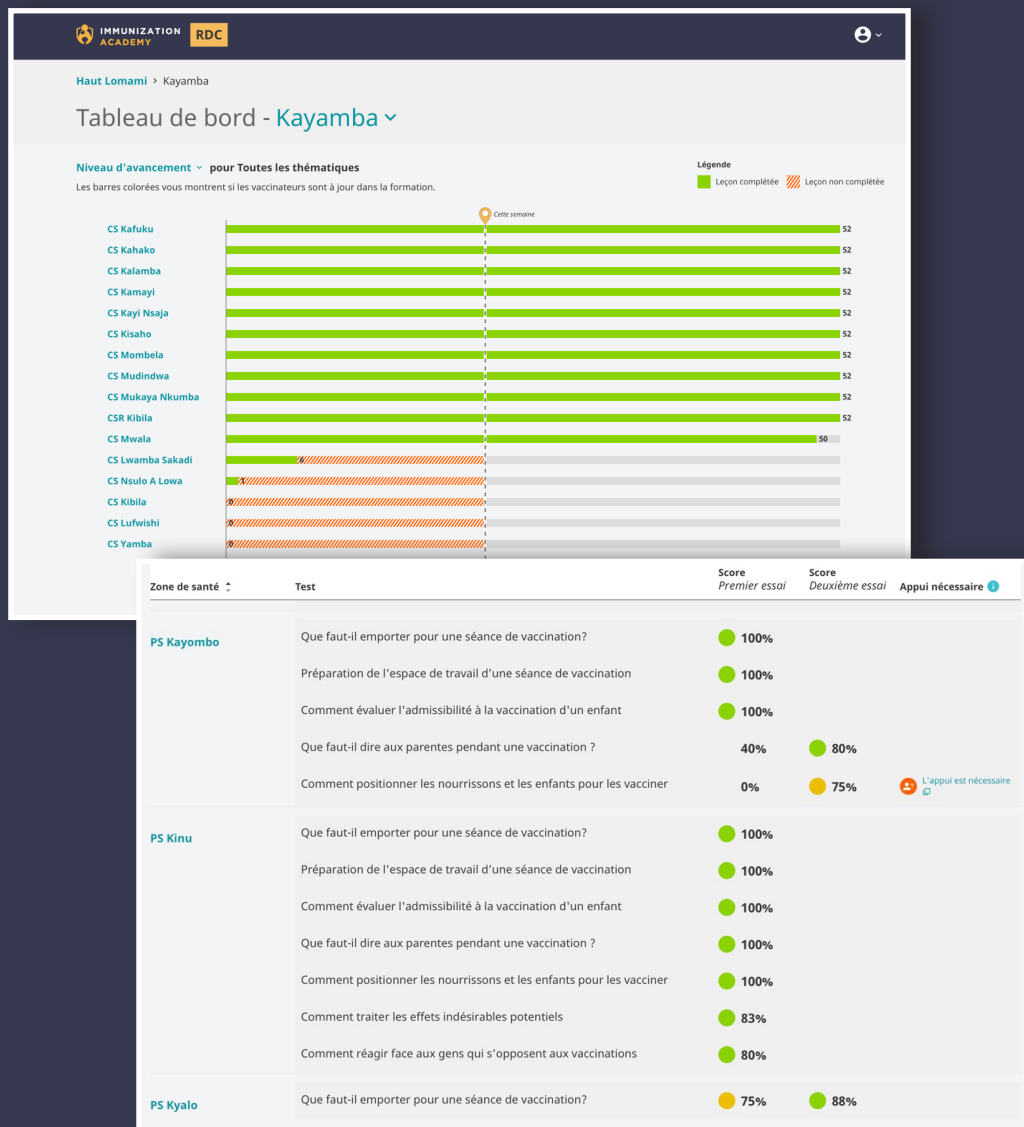 IMMUNIZATION
ACADEMY
RDC
Haut Lomami › Kayamba
Tableau de bord - Kayamba
Niveau d'avancement pour Toutes les thématiques
Les barres colorées vous montrent si les vaccinateurs sont à jour dans la formation.
Légende
Leçon complétée Leçon non complétée
Cette semaine
CS Kafuku 52
CS Kahako 52
CS Kalamba 52
CS Kamayi 52
CS Kayi Nsaja 52
CS Kisaho 52
CS Mombela 52
CS Mudindwa 52
CS Mukaya Nkumba 52
CSR Kibila 52
CS Mwala 50
CS Lwamba Sakadi 6
CS Nsulo A Lowa 1
CS Kibila 0
CS Lufwishi 0
CS Yamba 0
Zone de santé Test Score Premier essai Score Deuxième essai Appui nécessaire
PS Kayombo
Que faut-il emporter pour une séance de vaccination? 100%
Préparation de l'espace de travail d'une séance de vaccination 100%
Comment évaluer l'admissibilité à la vaccination d'un enfant 100%
Que faut-il dire aux parentes pendant une vaccination ? 40% 80%
Comment positionner les nourrissons et les enfants pour les vacciner 0% 75% L'appui est nécessaire
PS Kinu
Que faut-il emporter pour une séance de vaccination? 100%
Préparation de l'espace de travail d'une séance de vaccination 100%
Comment évaluer l'admissibilité à la vaccination d'un enfant 100%
Que faut-il dire aux parentes pendant une vaccination ? 100%
Comment positionner les nourrissons et les enfants pour les vacciner 100%
Comment traiter les effets indésirables potentiels 83%
Comment réagir face aux gens qui s'opposent aux vaccinations 80%
PS Kyalo
Que faut-il emporter pour une séance de vaccination? 75% 88%